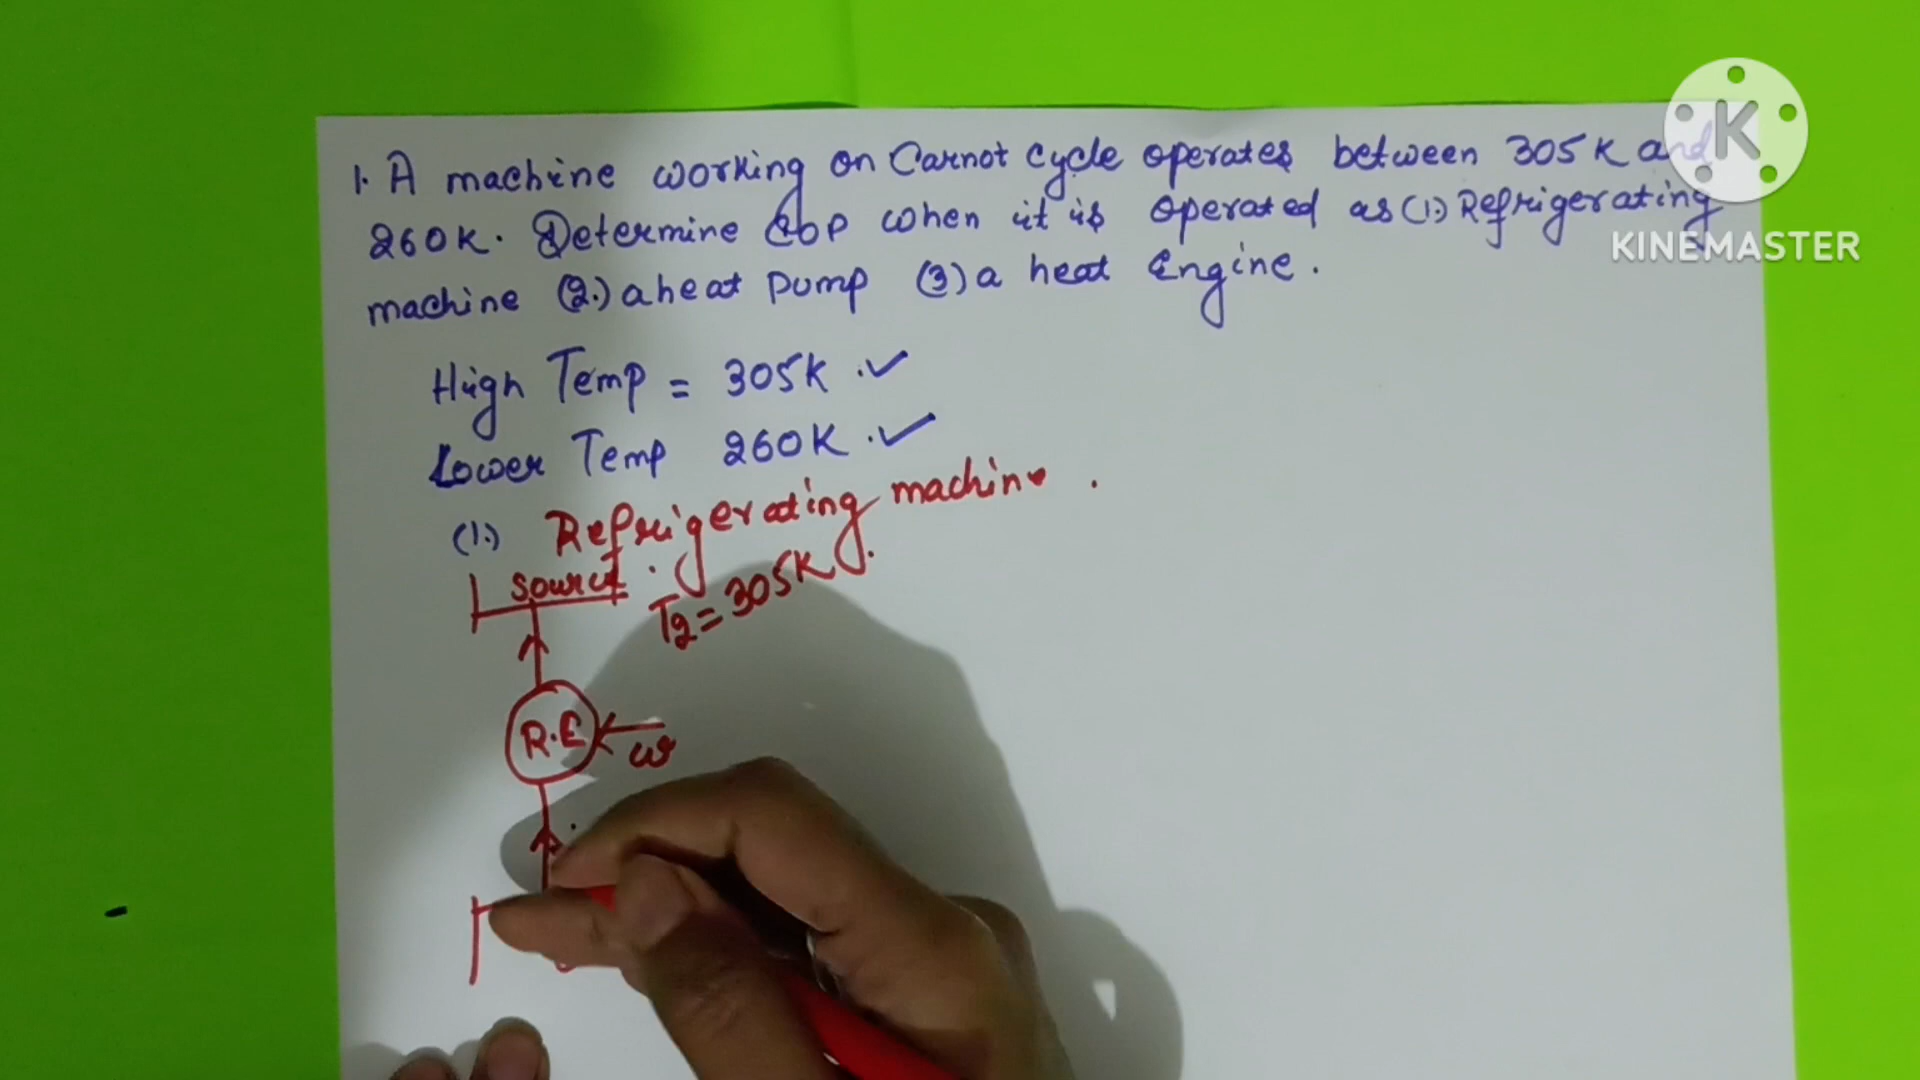 1. A machine working on Carnot cycle operates between 305K and
260K. Determine COP when it is operated as (1.) Refrigerating
machine (2.) a heat Pump (3) a heat Engine.
High Temp = 305K.
Lower Temp 260K.
(1.) Refrigerating machine.
source.
T2 = 305K.
R.E
w
K
KINEMASTER